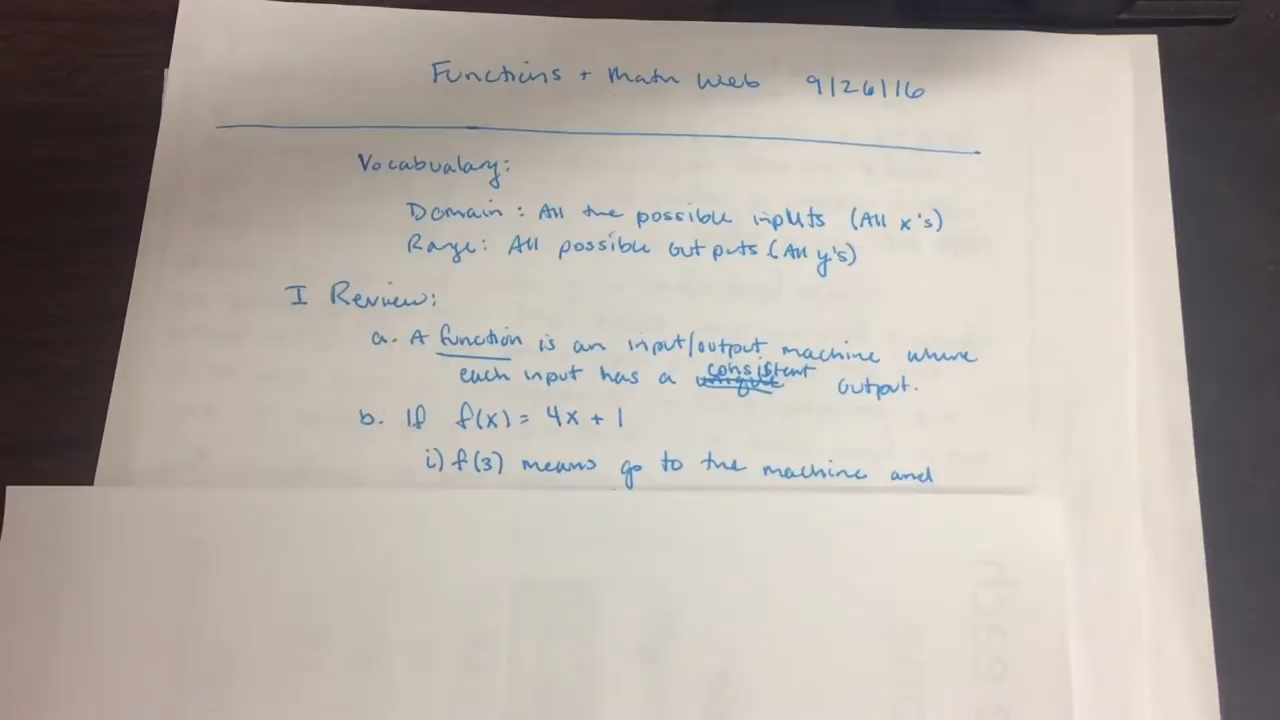 Functions + Math Web 9/26/16
Vocabualary:
Domain: All the possible inputs (All x's)
Range: All possible outputs (All y's)
I Review:
a. A function is an input/output machine where
each input has a consistent output.
b. If f(x) = 4x + 1
i) f(3) means go to the machine and